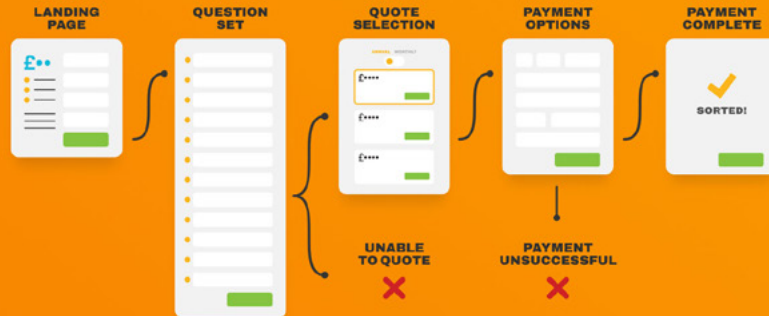 LANDING
PAGE
QUESTION
SET
QUOTE
SELECTION
PAYMENT
OPTIONS
PAYMENT
COMPLETE
£••
ANNUAL MONTHLY
£••••
£••••
£••••
SORTED!
UNABLE
TO QUOTE
PAYMENT
UNSUCCESSFUL